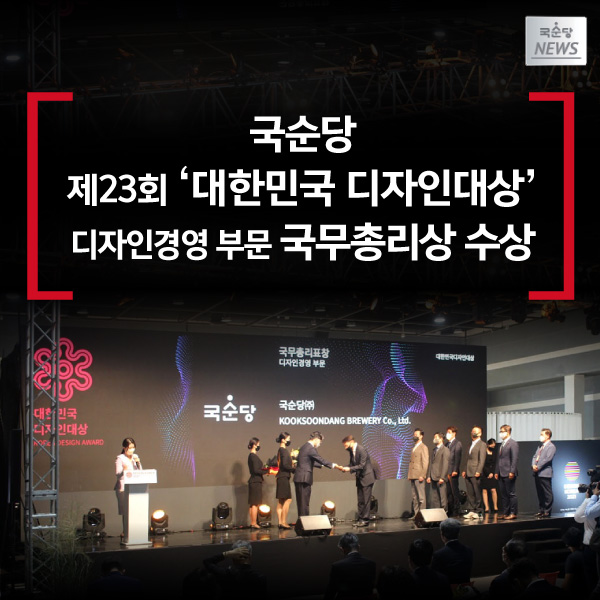 국순당
NEWS
국순당
제23회 ‘대한민국 디자인대상’
디자인경영 부문 국무총리상 수상
국무총리표창
디자인경영 부문
대한민국디자인대상
국순당
국순당㈜
KOOKSOONDANG BREWERY Co., Ltd.
대한민국
디자인대상
KOREA DESIGN AWARD